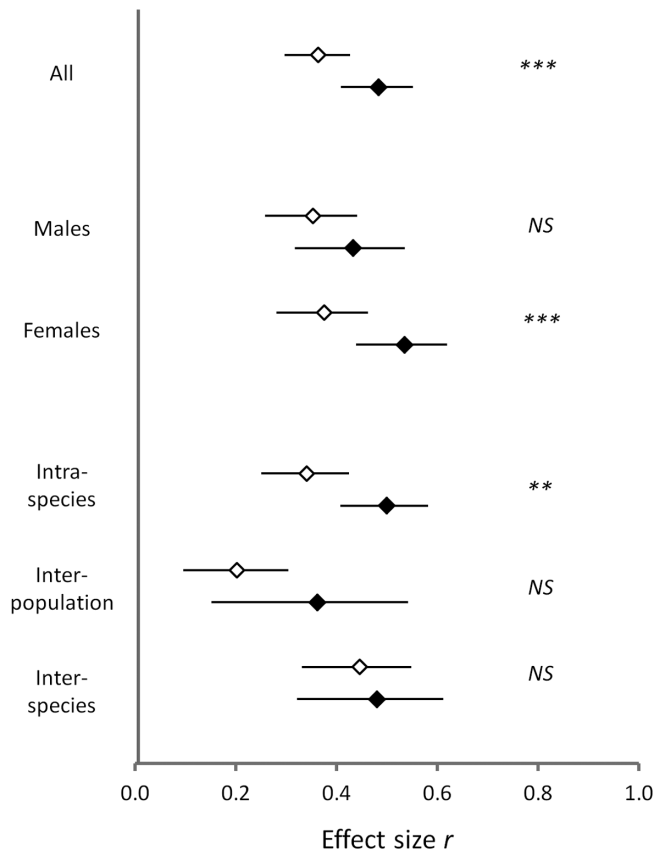 All
***
Males
NS
Females
***
Intra-
species
**
Inter-
population
NS
Inter-
species
NS
0.0 0.2 0.4 0.6 0.8 1.0
Effect size r